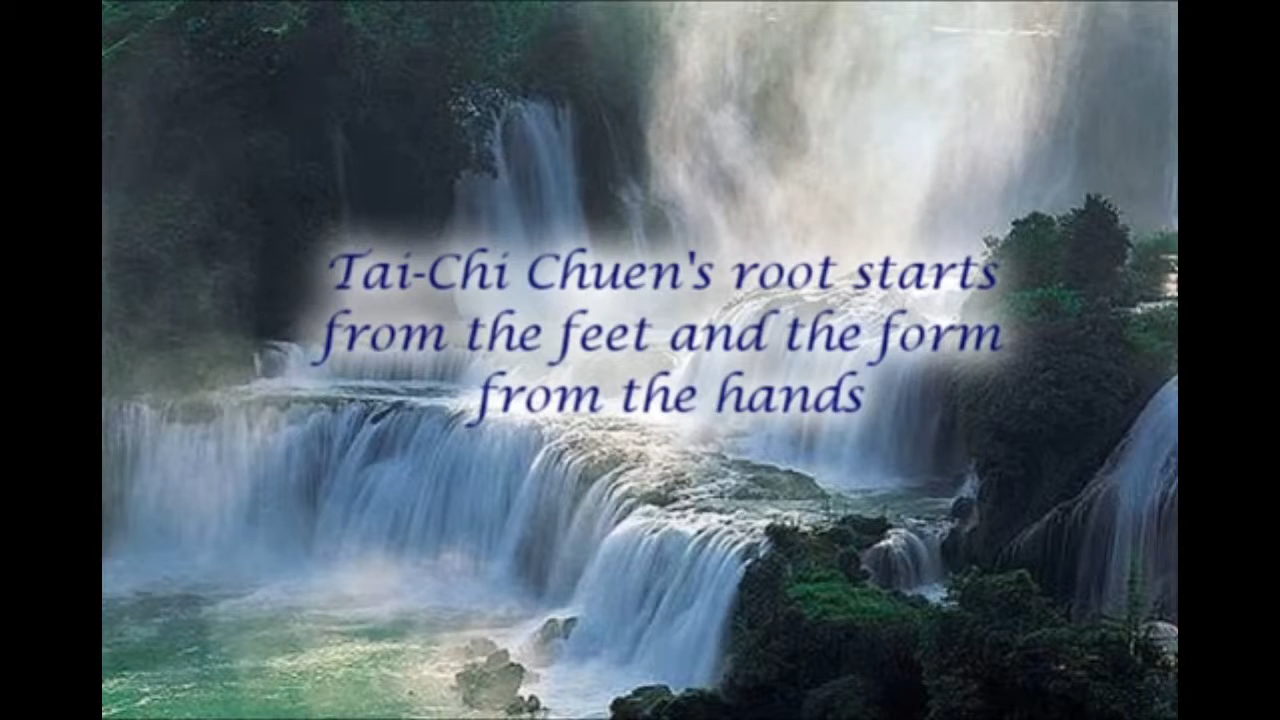 Tai-Chi Chuen's root starts
from the feet and the form
from the hands